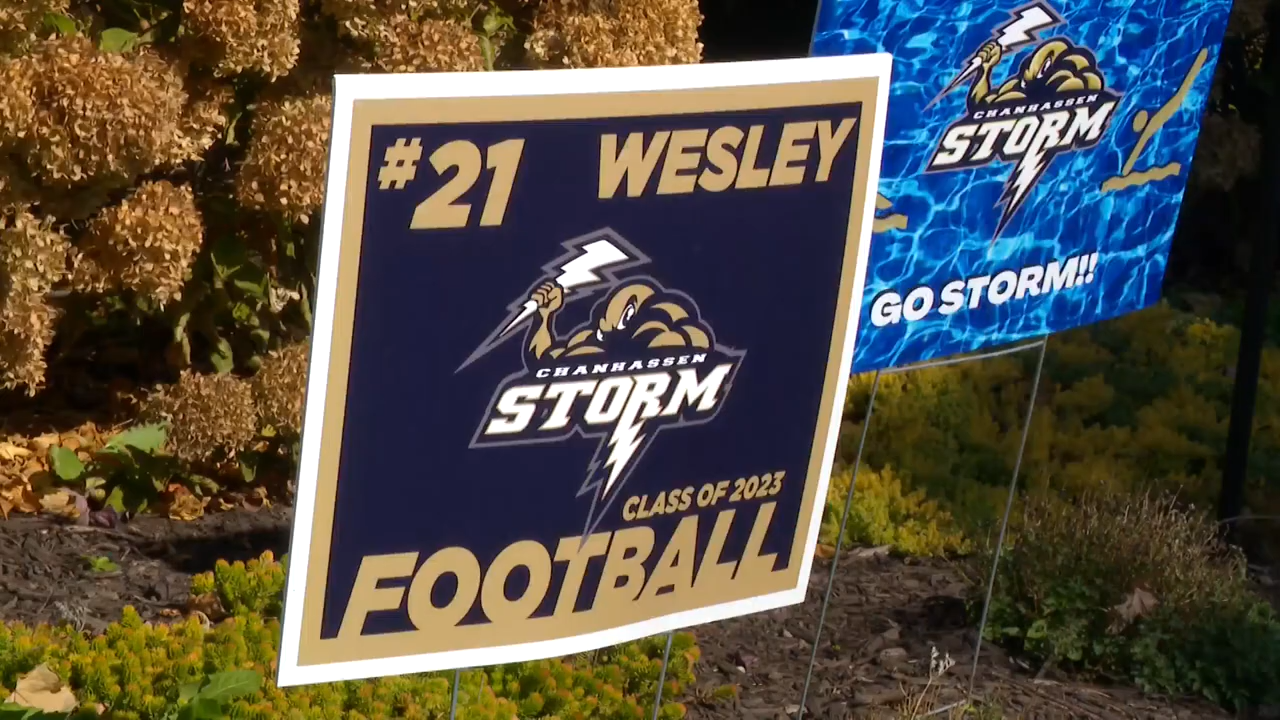 #21 WESLEY
CHANHASSEN
STORM
CLASS OF 2023
FOOTBALL
CHANHASSEN
STORM
GO STORM!!